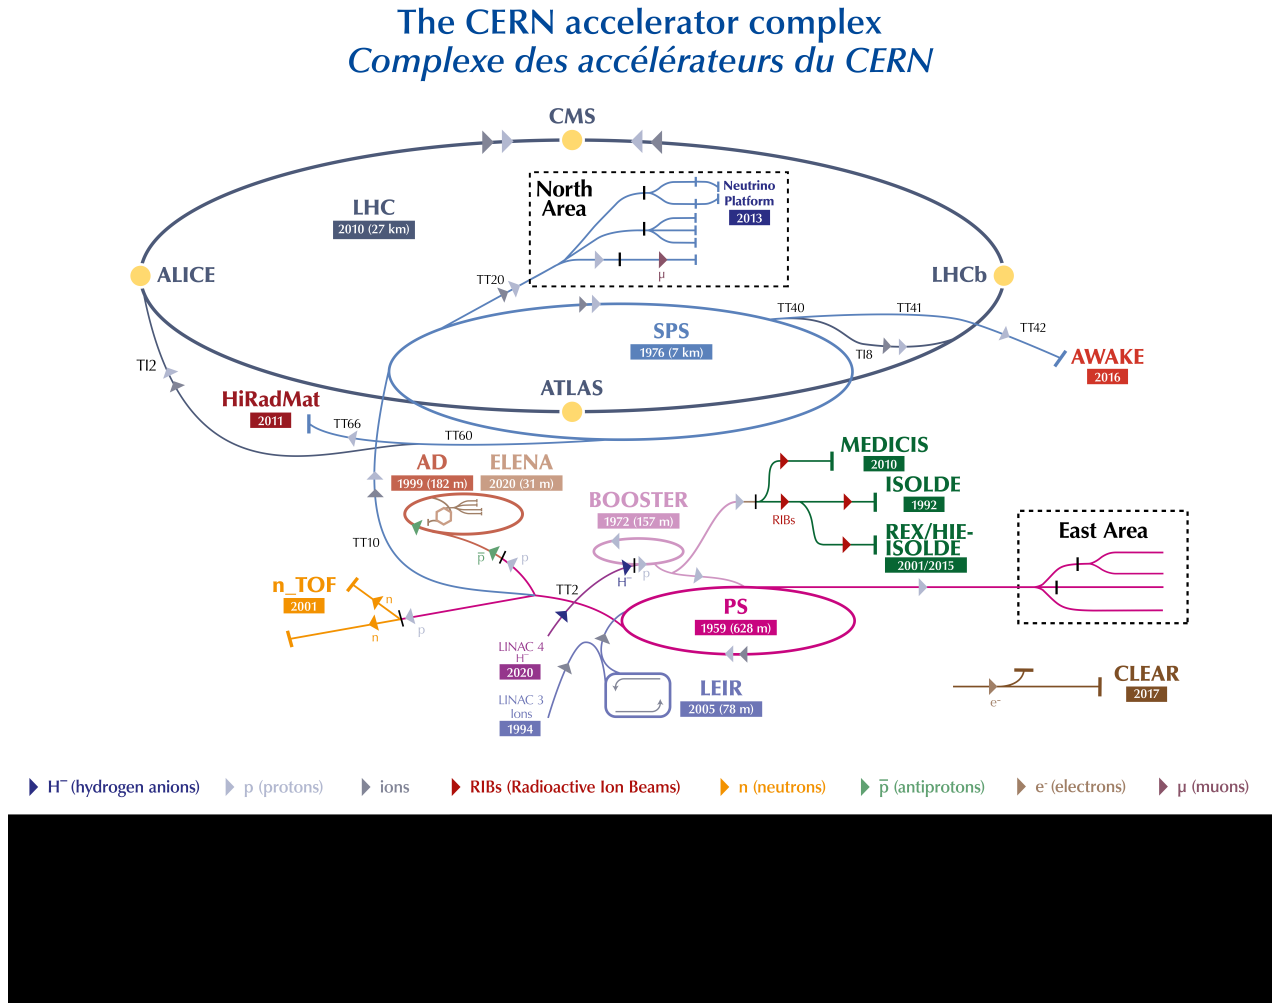 The CERN accelerator complex
Complexe des accélérateurs du CERN
CMS
North
Area
Neutrino
Platform
2013
LHC
2010 (27 km)
ALICE
LHCb
µ
TT20
TT40
TT41
TT42
SPS
1976 (7 km)
TI8
AWAKE
2016
TI2
ATLAS
HiRadMat
2011
TT66
TT60
MEDICIS
2010
AD
1999 (182 m)
ELENA
2020 (31 m)
BOOSTER
1972 (157 m)
ISOLDE
1992
RIBs
REX/HIE-
ISOLDE
2001/2015
East Area
TT10
p̅
p
H⁻
p
n_TOF
2001
n
n
p
TT2
PS
1959 (628 m)
LINAC 4
H⁻
2020
LINAC 3
Ions
1994
LEIR
2005 (78 m)
CLEAR
2017
e⁻
H⁻ (hydrogen anions)
p (protons)
ions
RIBs (Radioactive Ion Beams)
n (neutrons)
p̅ (antiprotons)
e⁻ (electrons)
µ (muons)